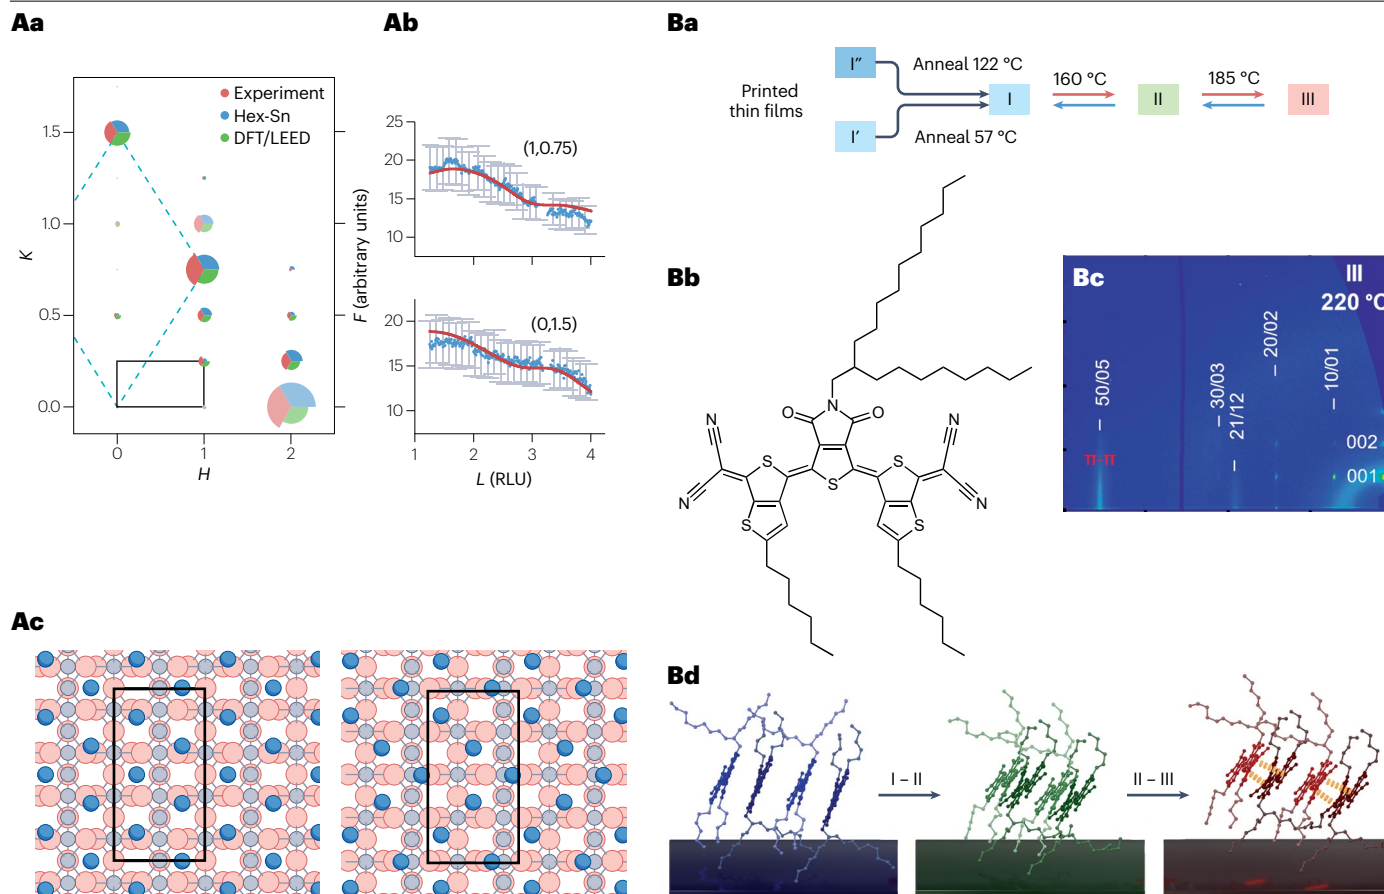 Aa
Experiment
Hex-Sn
DFT/LEED
1.5
1.0
0.5
0.0
K
0
1
2
H
Ab
25
20
15
10
(1,0.75)
F (arbitrary units)
20
15
10
(0,1.5)
1
2
3
4
L (RLU)
Ac
Ba
Printed
thin films
I″
I′
Anneal 122 °C
Anneal 57 °C
I
160 °C
II
185 °C
III
Bb
N
O
O
N
N
N
N
S
S
S
S
S
Bc
III
220 °C
50/05
π–π
30/03
21/12
20/02
10/01
002
001
Bd
I – II
II – III